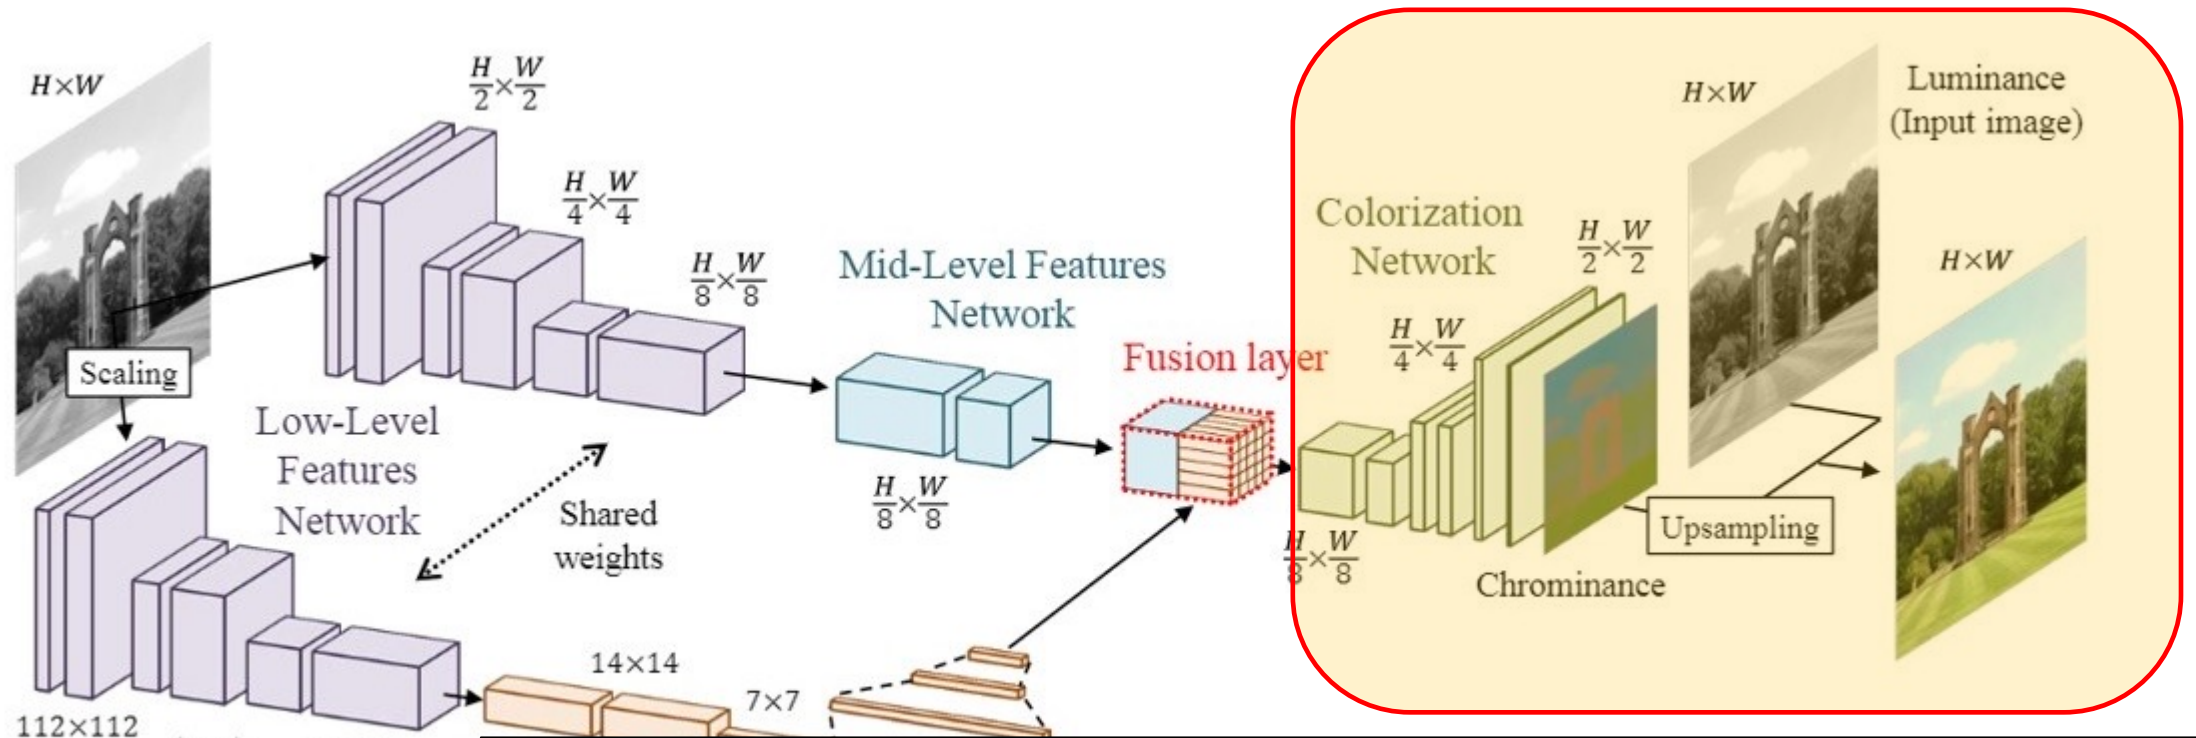 H×W
Scaling
H/2×W/2
H/4×W/4
H/8×W/8
Low-Level
Features
Network
Shared
weights
112×112
14×14
7×7
Mid-Level Features
Network
H/8×W/8
Fusion layer
Colorization
Network
H/8×W/8
H/4×W/4
H/2×W/2
Chrominance
Upsampling
H×W
Luminance
(Input image)
H×W